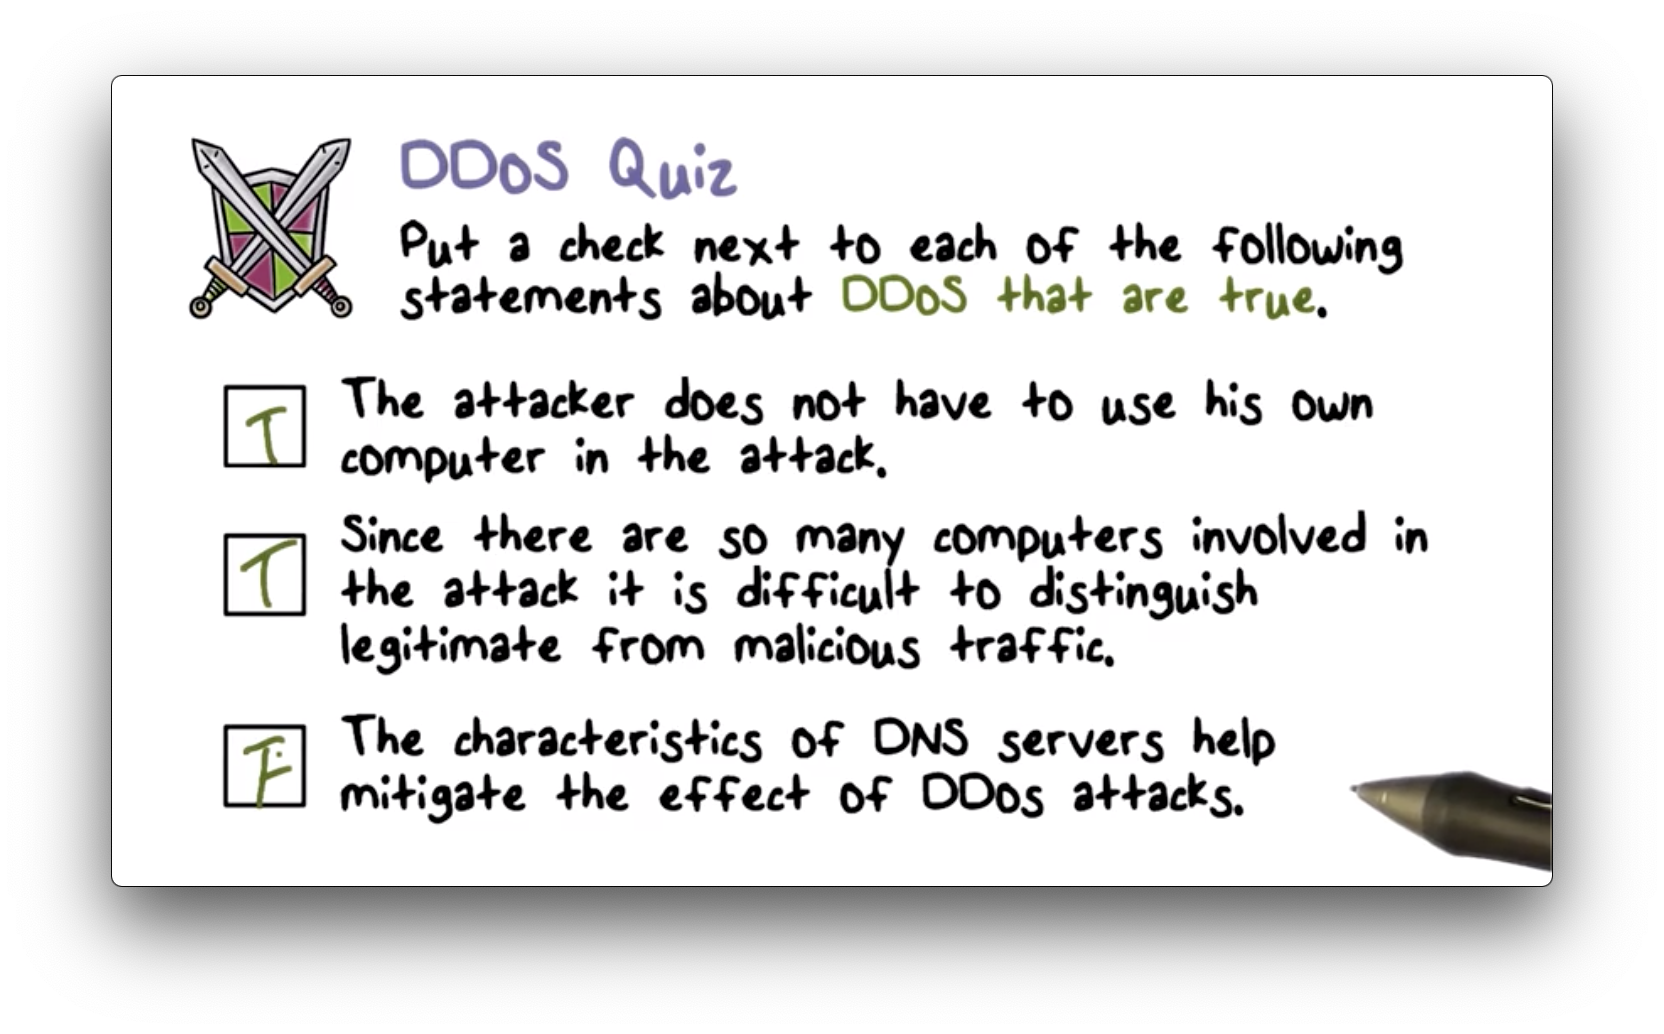 DDoS Quiz
Put a check next to each of the following
statements about DDoS that are true.
T
The attacker does not have to use his own
computer in the attack.
T
Since there are so many computers involved in
the attack it is difficult to distinguish
legitimate from malicious traffic.
F
The characteristics of DNS servers help
mitigate the effect of DDos attacks.